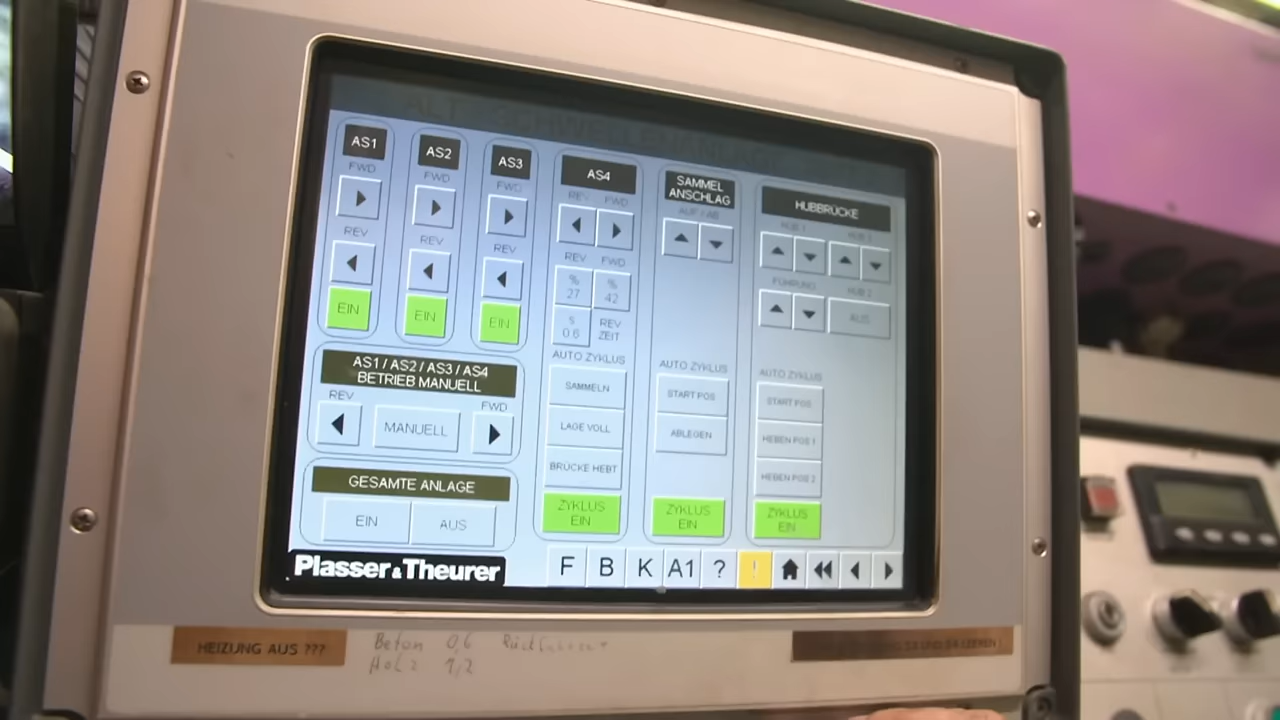 ALTSCHWELLENANLAGE
AS1
FWD
REV
EIN
AS2
FWD
REV
EIN
AS3
FWD
REV
EIN
AS1 / AS2 / AS3 / AS4
BETRIEB MANUELL
REV
MANUELL
FWD
GESAMTE ANLAGE
EIN
AUS
AS4
REV FWD
REV FWD
% 27
% 42
0.6
REV ZEIT
AUTO ZYKLUS
SAMMELN
LAGE VOLL
BRÜCKE HEBT
ZYKLUS
EIN
SAMMEL
ANSCHLAG
AUF / AB
AUTO ZYKLUS
START POS
ABLEGEN
ZYKLUS
EIN
HUBBRÜCKE
HUB 1
FÜHRUNG
HUB 2
AUS
AUTO ZYKLUS
START POS
HEBEN POS 1
HEBEN POS 2
ZYKLUS
EIN
Plasser & Theurer
F B K A1 ? !
HEIZUNG AUS ???
Beton 0,6
Holz 1,2